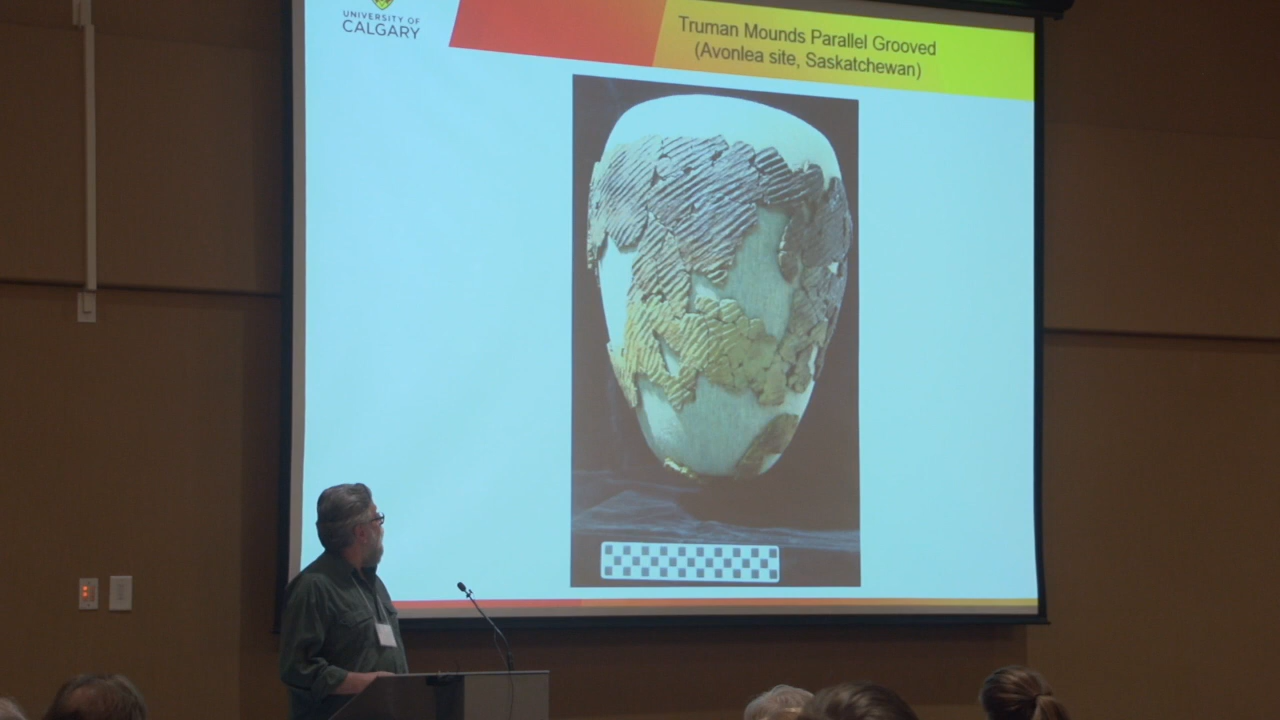 UNIVERSITY OF
CALGARY
Truman Mounds Parallel Grooved
(Avonlea site, Saskatchewan)